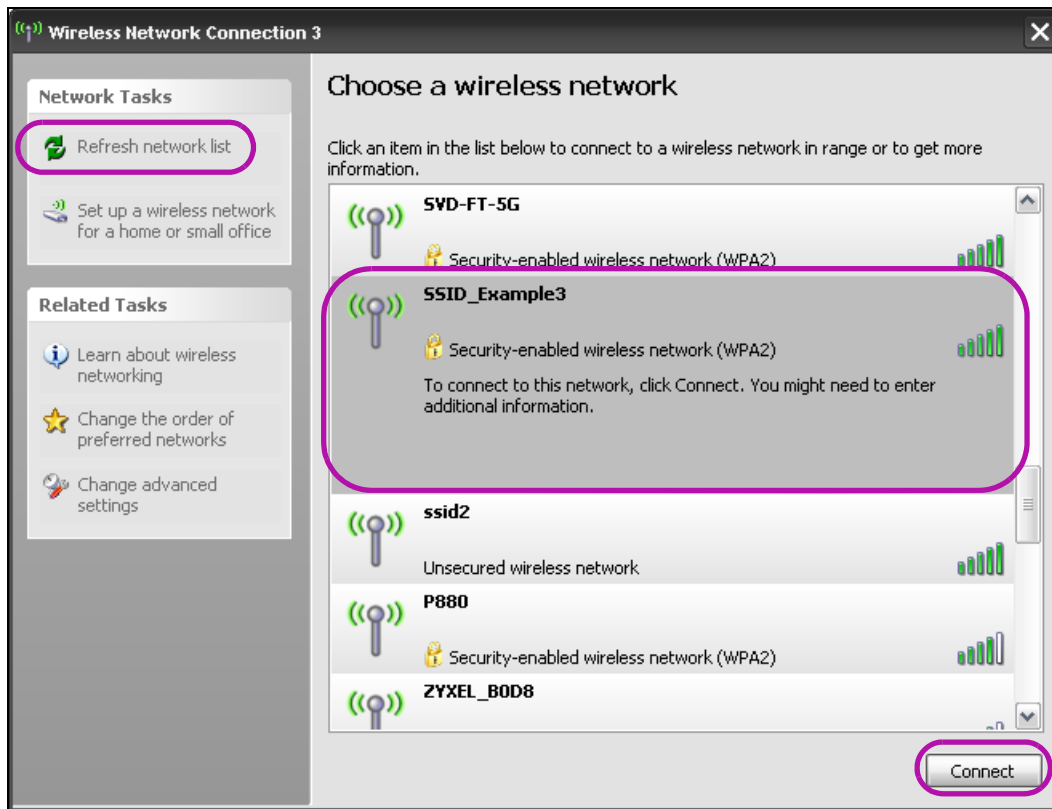 Wireless Network Connection 3
Network Tasks
Refresh network list
Set up a wireless network
for a home or small office
Related Tasks
Learn about wireless
networking
Change the order of
preferred networks
Change advanced
settings
Choose a wireless network
Click an item in the list below to connect to a wireless network in range or to get more
information.
SVD-FT-5G
Security-enabled wireless network (WPA2)
SSID_Example3
Security-enabled wireless network (WPA2)
To connect to this network, click Connect. You might need to enter
additional information.
ssid2
Unsecured wireless network
P880
Security-enabled wireless network (WPA2)
ZYXEL_B0D8
Connect